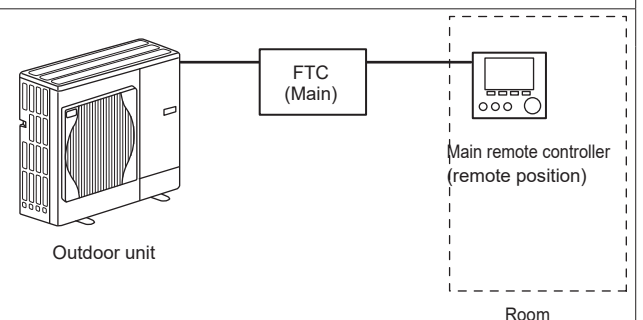 FTC
(Main)
Main remote controller
(remote position)
Outdoor unit
Room